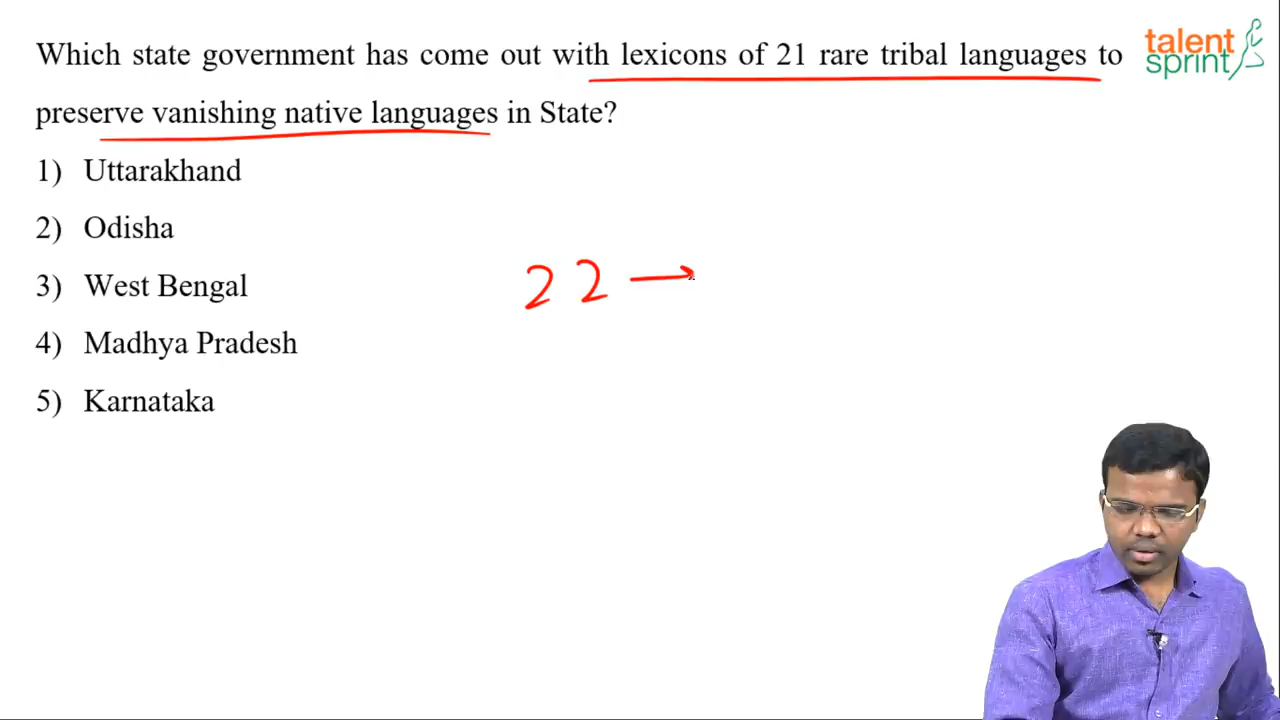 Which state government has come out with lexicons of 21 rare tribal languages to
preserve vanishing native languages in State?
1) Uttarakhand
2) Odisha
3) West Bengal
4) Madhya Pradesh
5) Karnataka
22 →
talent
sprint